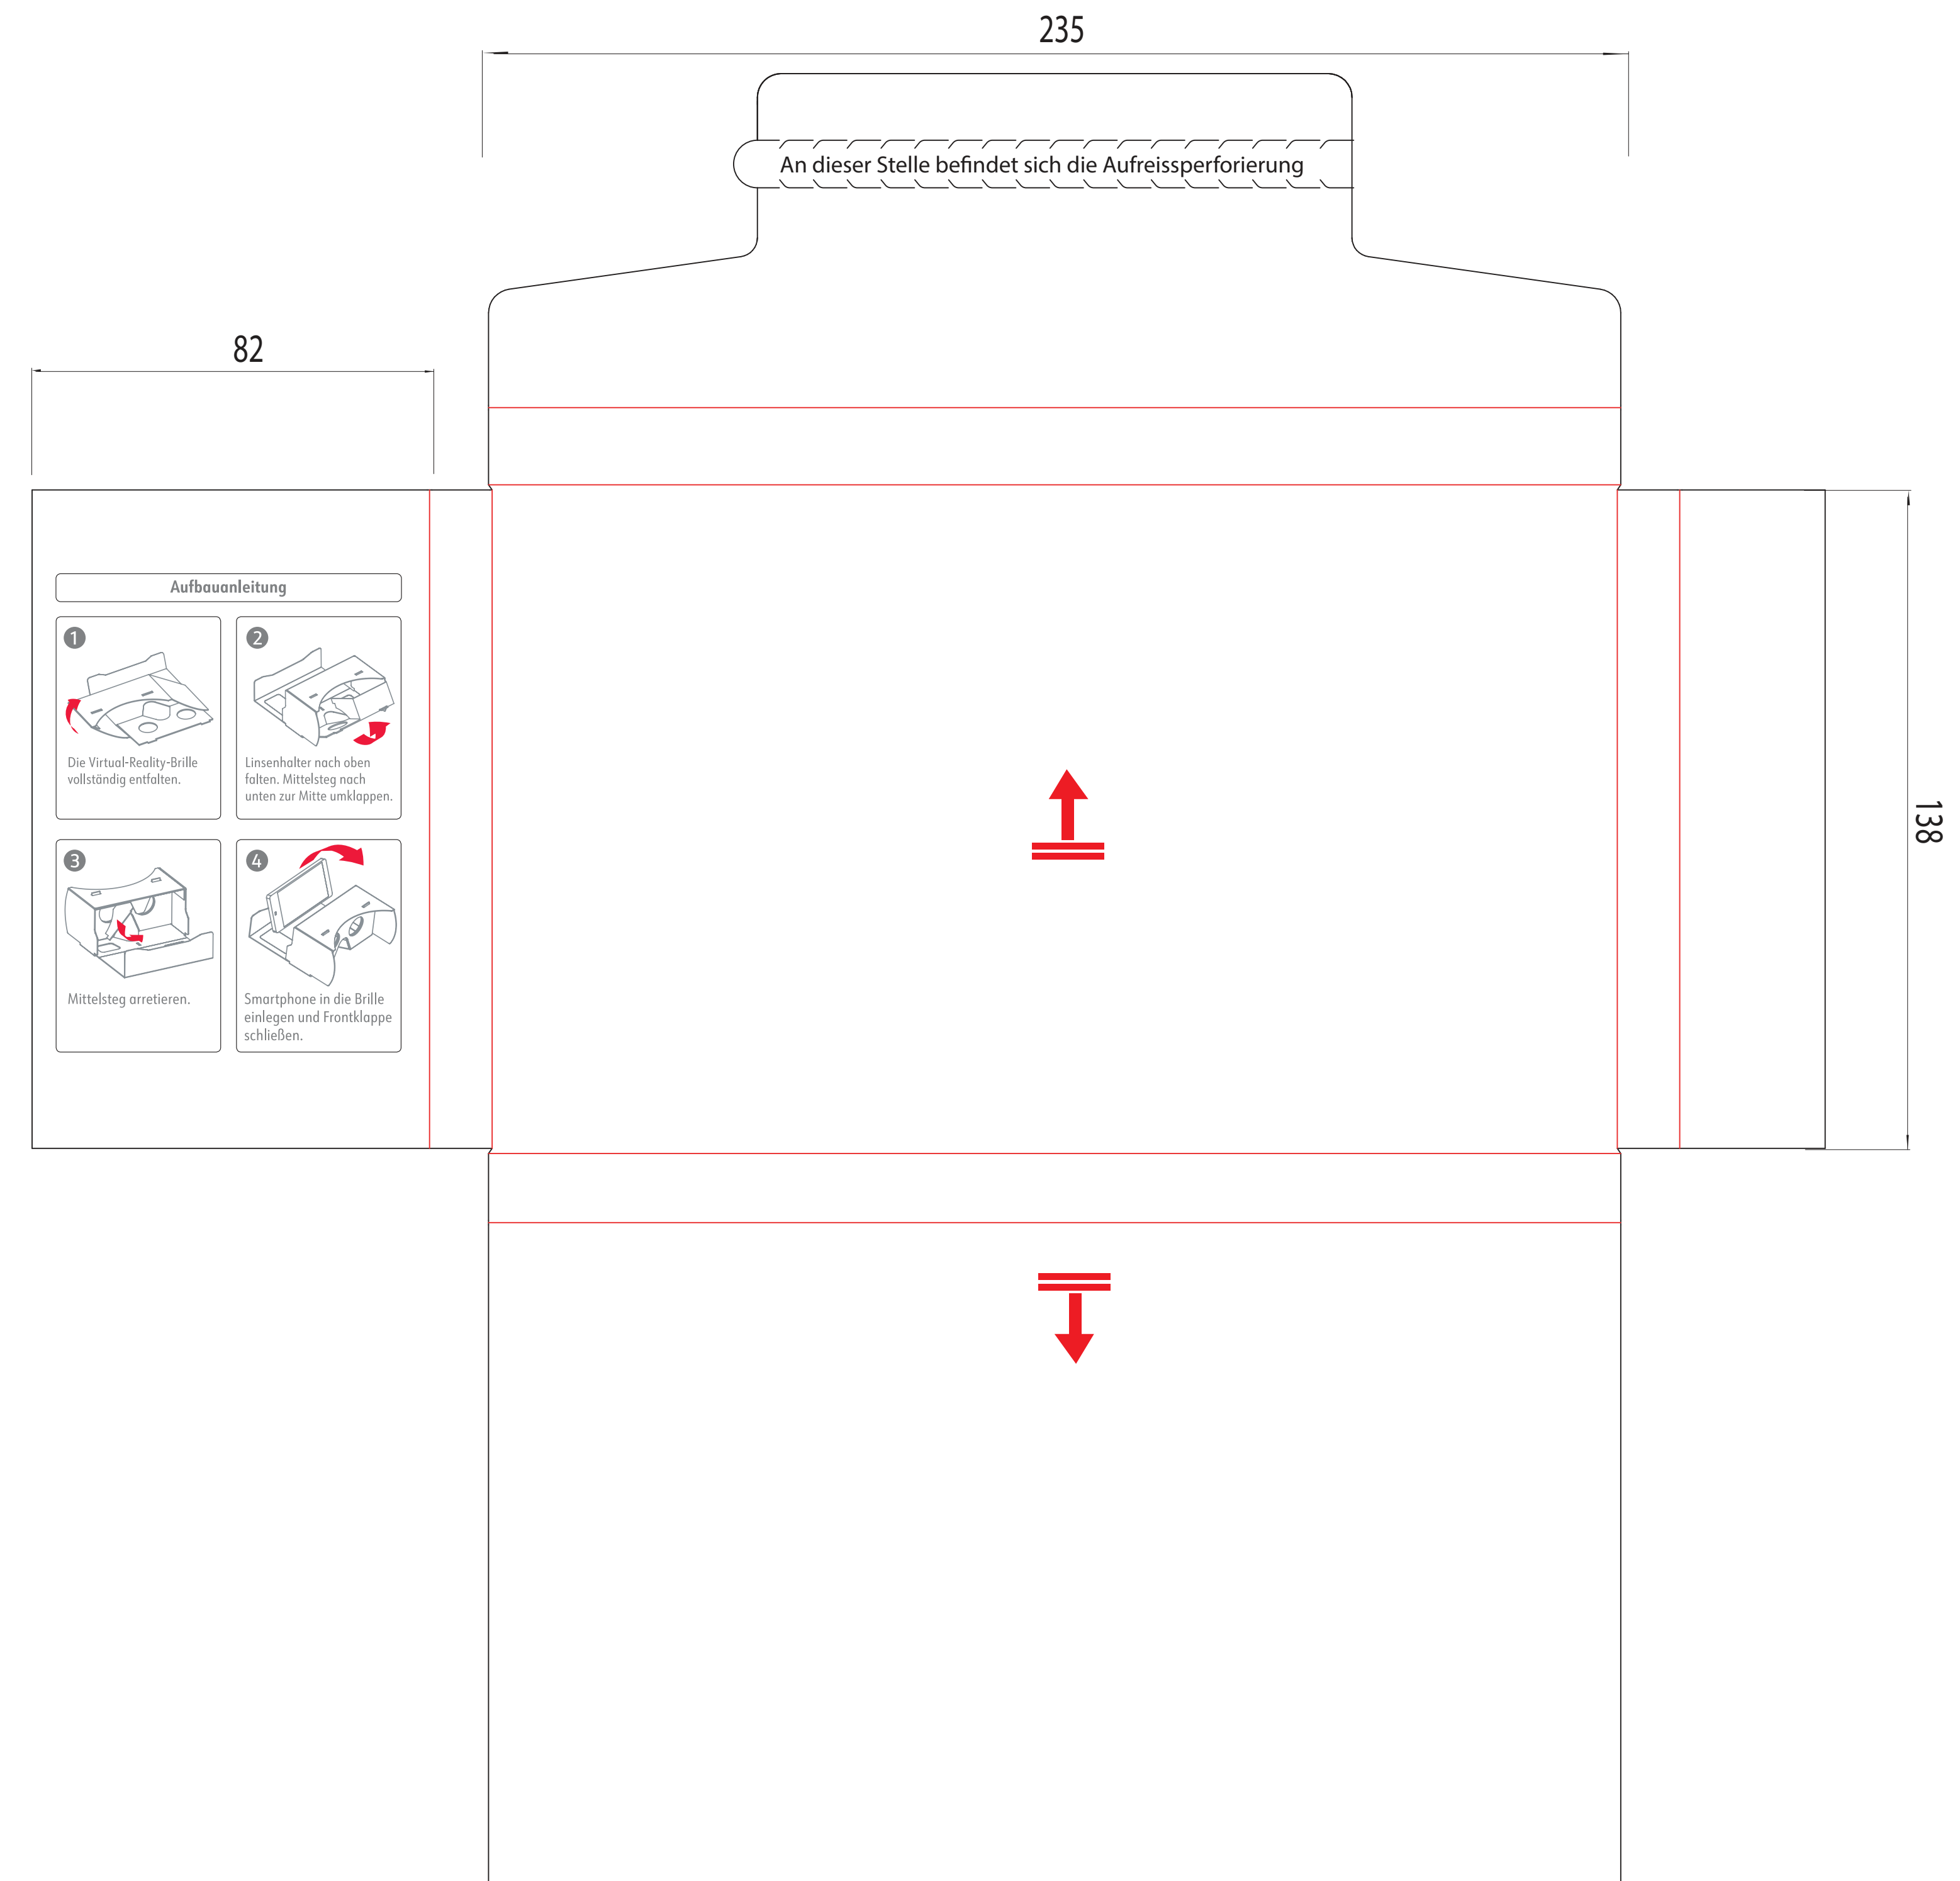 235
An dieser Stelle befindet sich die Aufreissperforierung
82
138
Aufbauanleitung
1
Die Virtual-Reality-Brille
vollständig entfalten.
2
Linsenhalter nach oben
falten. Mittelsteg nach
unten zur Mitte umklappen.
3
Mittelsteg arretieren.
4
Smartphone in die Brille
einlegen und Frontklappe
schließen.